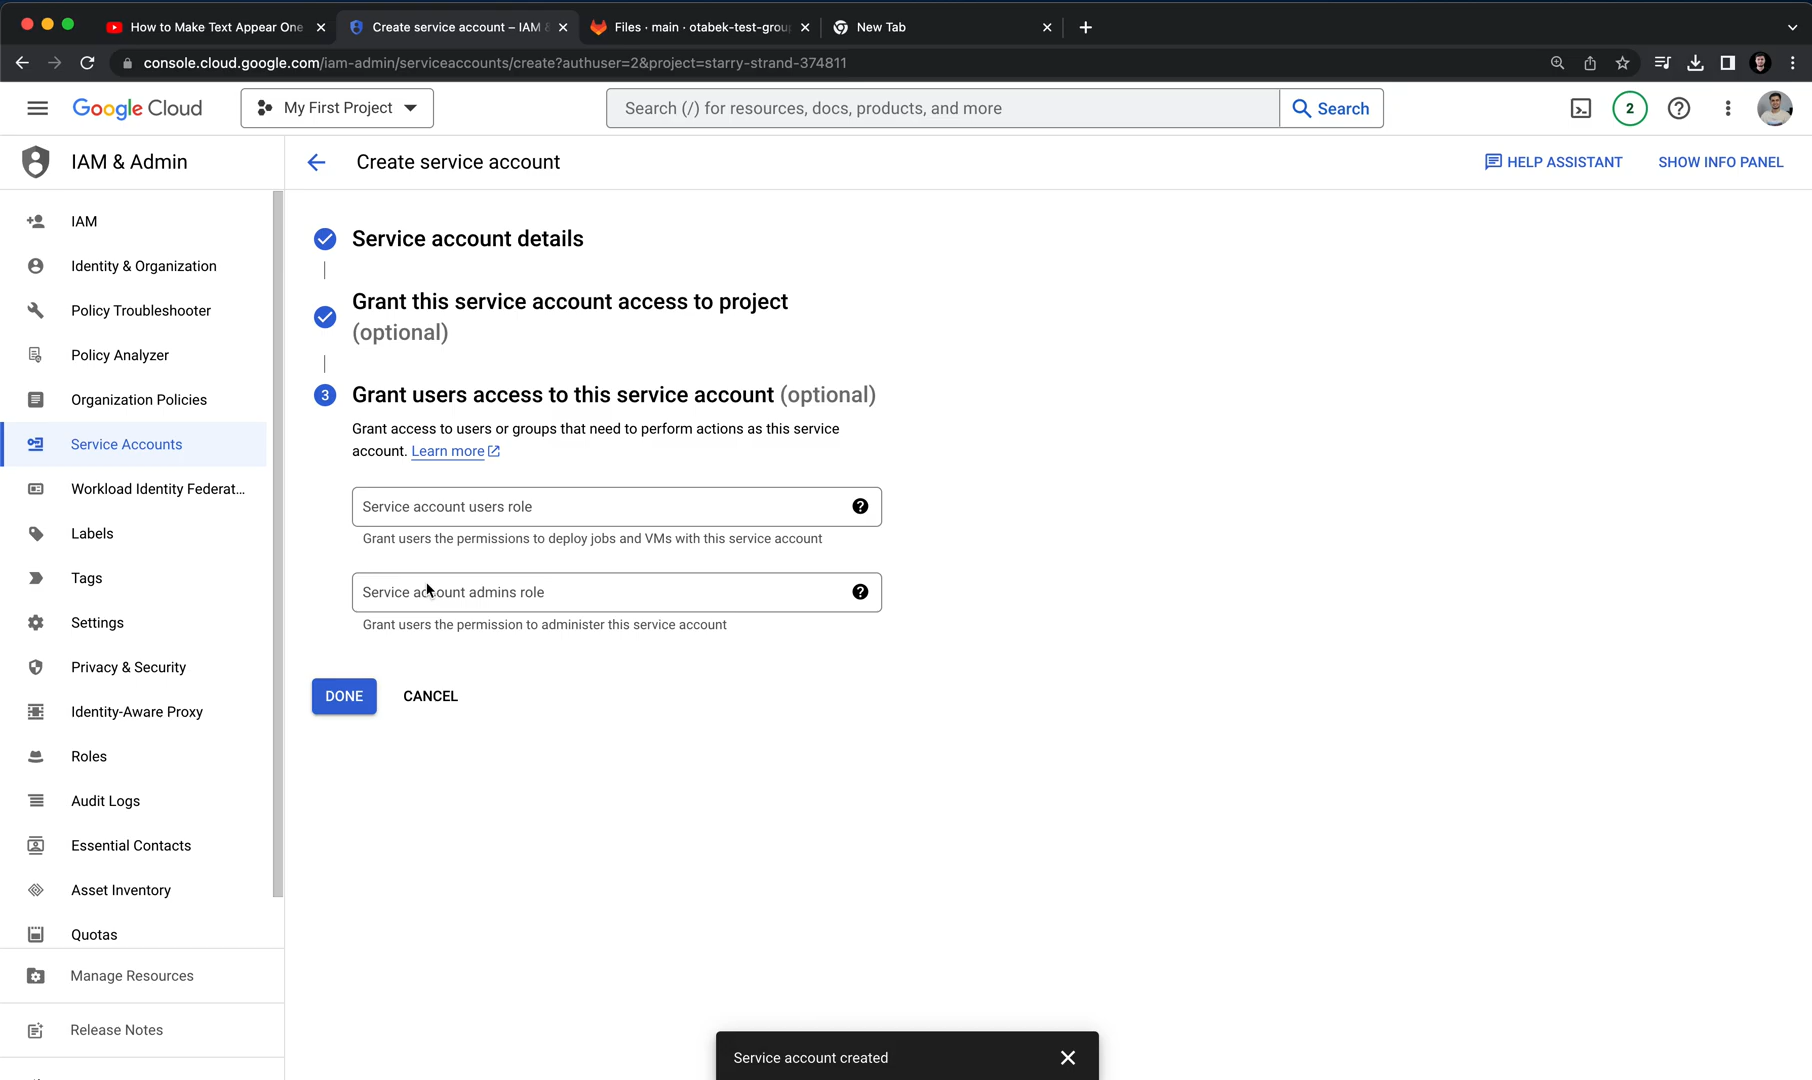 How to Make Text Appear One
Create service account – IAM &
Files · main · otabek-test-grou
New Tab
console.cloud.google.com/iam-admin/serviceaccounts/create?authuser=2&project=starry-strand-374811
Google Cloud
My First Project
Search (/) for resources, docs, products, and more
Search
2
IAM & Admin
Create service account
HELP ASSISTANT
SHOW INFO PANEL
IAM
Identity & Organization
Policy Troubleshooter
Policy Analyzer
Organization Policies
Service Accounts
Workload Identity Federat...
Labels
Tags
Settings
Privacy & Security
Identity-Aware Proxy
Roles
Audit Logs
Essential Contacts
Asset Inventory
Quotas
Manage Resources
Release Notes
Service account details
Grant this service account access to project
(optional)
3 Grant users access to this service account (optional)
Grant access to users or groups that need to perform actions as this service
account. Learn more
Service account users role
Grant users the permissions to deploy jobs and VMs with this service account
Service account admins role
Grant users the permission to administer this service account
DONE
CANCEL
Service account created